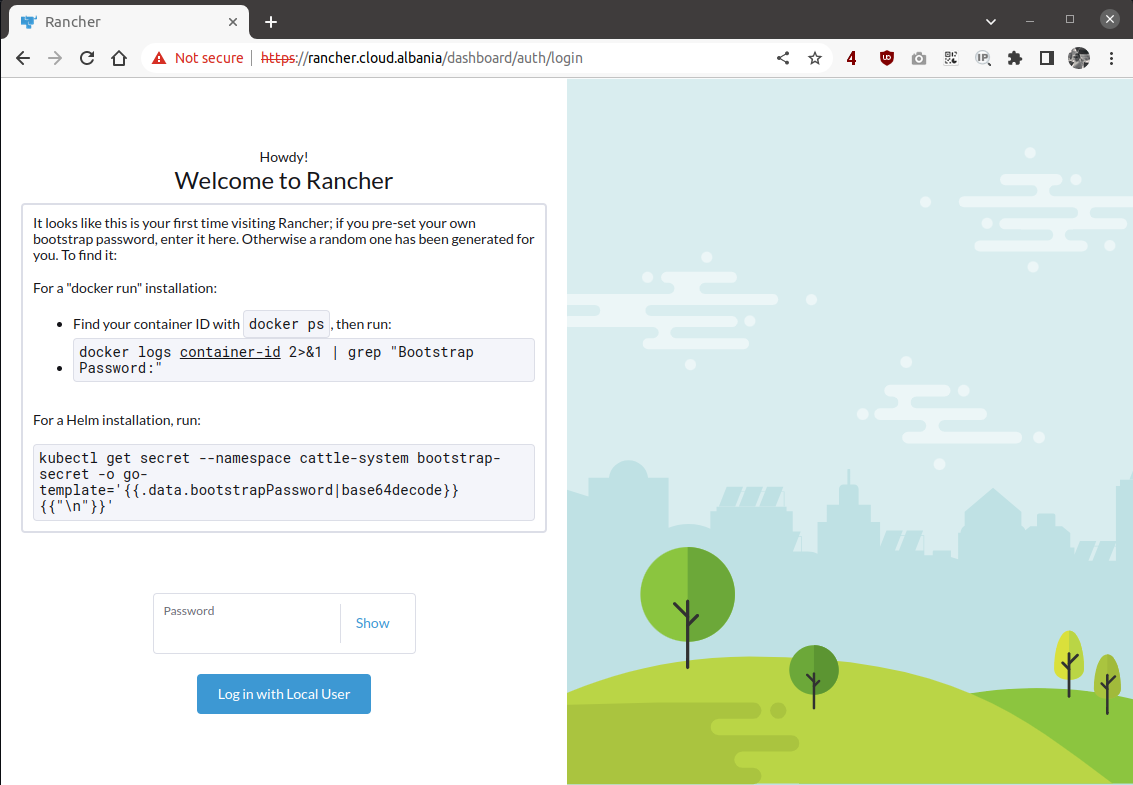 Rancher
Not secure https://rancher.cloud.albania/dashboard/auth/login
4
UD
IP
Howdy!
Welcome to Rancher
It looks like this is your first time visiting Rancher; if you pre-set your own
bootstrap password, enter it here. Otherwise a random one has been generated for
you. To find it:
For a "docker run" installation:
Find your container ID with docker ps , then run:
docker logs container-id 2>&1 | grep "Bootstrap
Password:"
For a Helm installation, run:
kubectl get secret --namespace cattle-system bootstrap-
secret -o go-
template='{{.data.bootstrapPassword|base64decode}}
{{"\n"}}'
Password
Show
Log in with Local User